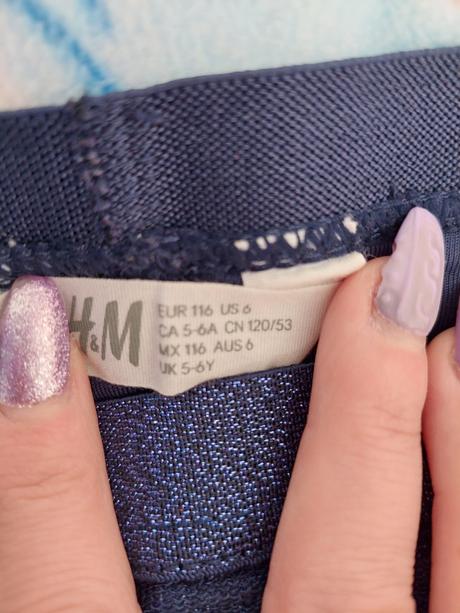 H&M
EUR 116 US 6
CA 5-6A CN 120/53
MX 116 AUS 6
UK 5-6Y